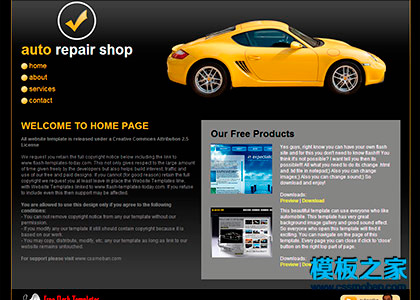 auto repair shop
home
about
services
contact
WELCOME TO HOME PAGE
All website template is released under a Creative Commons Attribution 2.5
License
We request you retain the full copyright notice below including the link to
www.flash-templates-today.com. This not only gives respect to the large amount
of time given freely by the developers but also helps build interest, traffic and
use of our free and paid designs. If you cannot (for good reason) retain the full
copyright we request you at least leave in place the Website Templates line,
with Website Templates linked to www.flash-templates-today.com. If you refuse
to include even this then support may be affected.
You are allowed to use this design only if you agree to the following
conditions:
- You can not remove copyright notice from any our template without our
permission.
- If you modify any our template it still should contain copyright because it is
based on our work.
- You may copy, distribute, modify, etc. any our template as long as link to our
website remains untouched.
For support please visit www.cssmoban.com
Our Free Products
Yes guys, right now you can have your own flash
site and for this you don't need to know flash!!! You
think it's not possible? I want tell you then its
possible!!! All what you need to do its change .html
and .txt file in notepad:) Also you can change
images;) Also you can change sound;) So
download and enjoy!
Downloads:
Preview | Download
This beautiful template can use everyone who like
automobile. This template has very great
background image gallery and good sound effect.
So everyone who open this template will find it
exciting. You can navigate on the page of this
template. Every page you can close if to click 'close'
button on the right top part of page.
Downloads:
Preview | Download
模板之家
www.cssmoban.com
Free Flash Templates